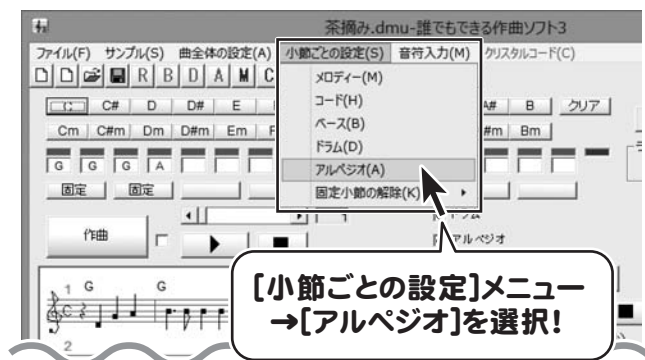 茶摘み.dmu-誰でもできる作曲ソフト3
ファイル(F) サンプル(S) 曲全体の設定(A) 小節ごとの設定(S) 音符入力(M) クリスタルコード(C)
R B D A M C
メロディー(M)
コード(H)
ベース(B)
ドラム(D)
アルペジオ(A)
固定小節の解除(K)
C C# D D# E A# B クリア
Cm C#m Dm D#m Em #m Bm
G G G A
固定 固定
1
作曲
アルペジオ
[小節ごとの設定]メニュー
→[アルペジオ]を選択!
1 G G
C
2